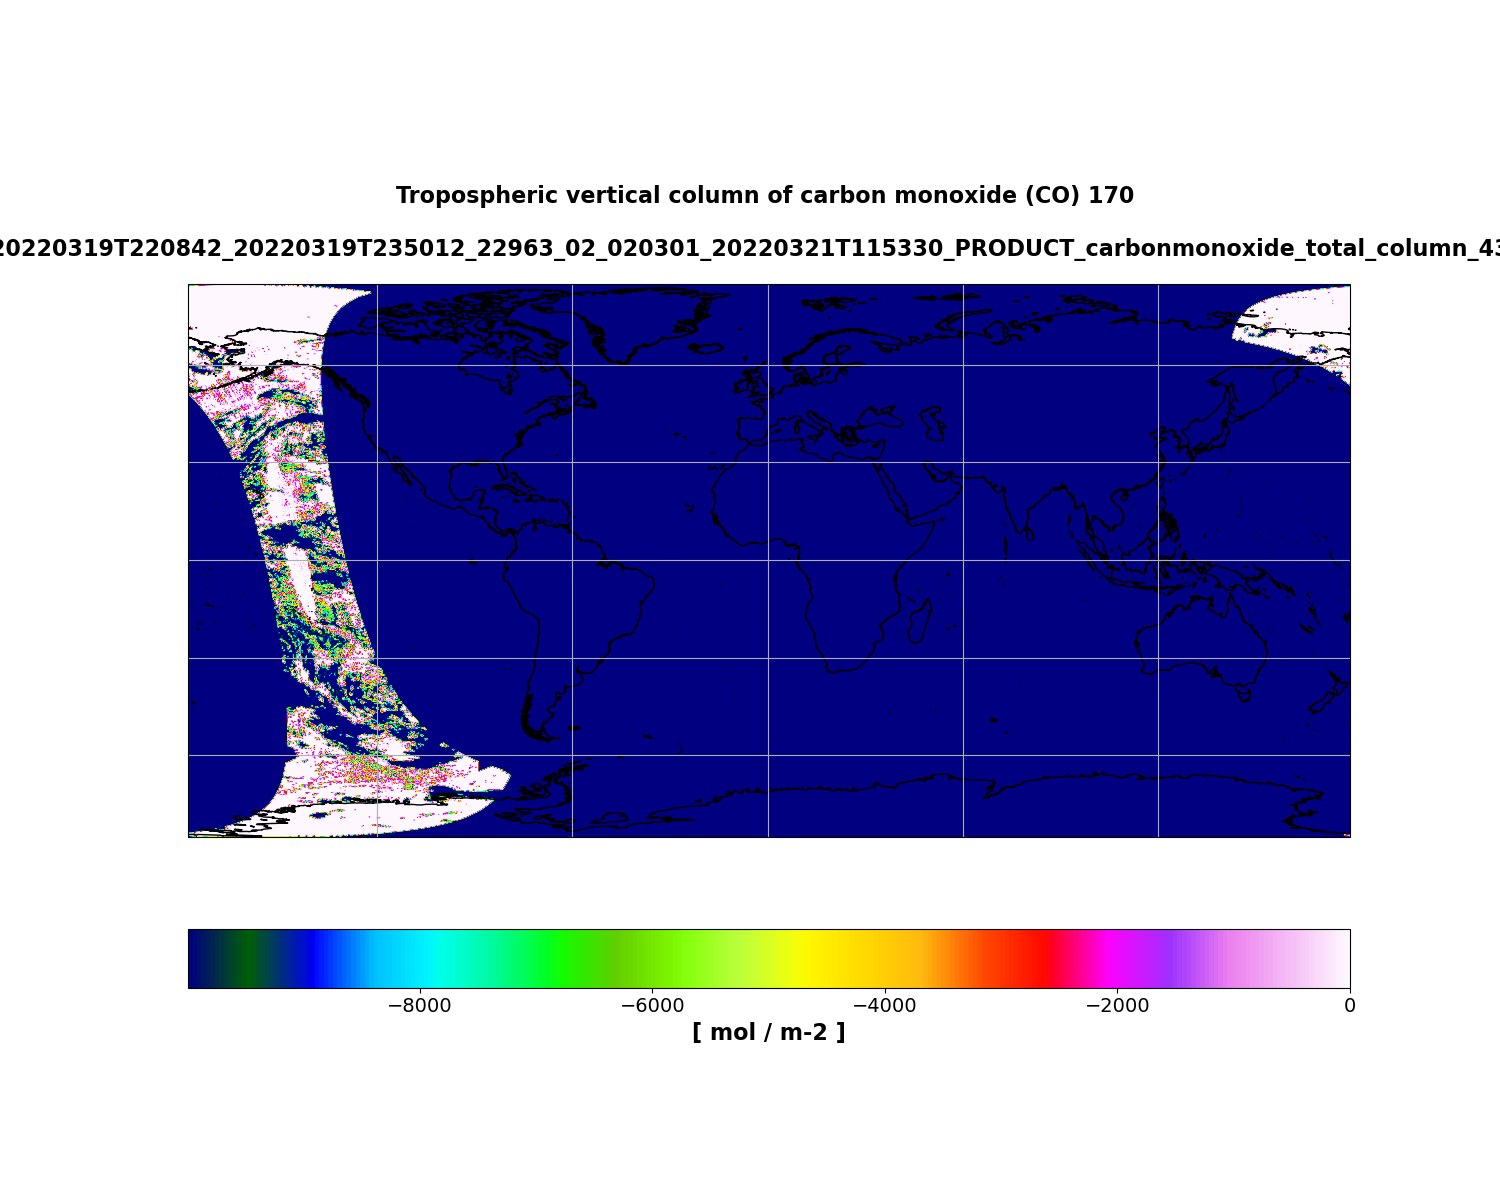 Tropospheric vertical column of carbon monoxide (CO) 170
20220319T220842_20220319T235012_22963_02_020301_20220321T115330_PRODUCT_carbonmonoxide_total_column_43
−8000 −6000 −4000 −2000 0
[ mol / m-2 ]